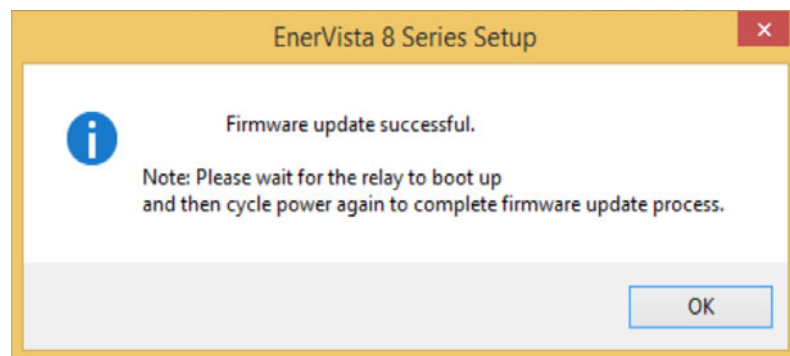 EnerVista 8 Series Setup
Firmware update successful.
Note: Please wait for the relay to boot up
and then cycle power again to complete firmware update process.
OK